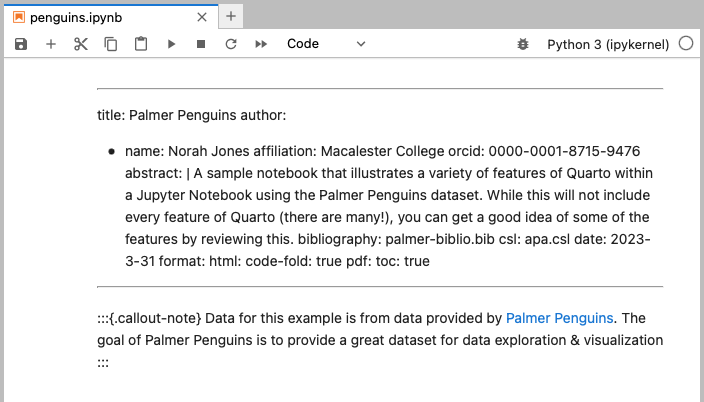 penguins.ipynb
Code
Python 3 (ipykernel)
title: Palmer Penguins author:
• name: Norah Jones affiliation: Macalester College orcid: 0000-0001-8715-9476
abstract: | A sample notebook that illustrates a variety of features of Quarto within
a Jupyter Notebook using the Palmer Penguins dataset. While this will not include
every feature of Quarto (there are many!), you can get a good idea of some of the
features by reviewing this. bibliography: palmer-biblio.bib csl: apa.csl date: 2023-
3-31 format: html: code-fold: true pdf: toc: true
:::{.callout-note} Data for this example is from data provided by Palmer Penguins. The
goal of Palmer Penguins is to provide a great dataset for data exploration & visualization
:::